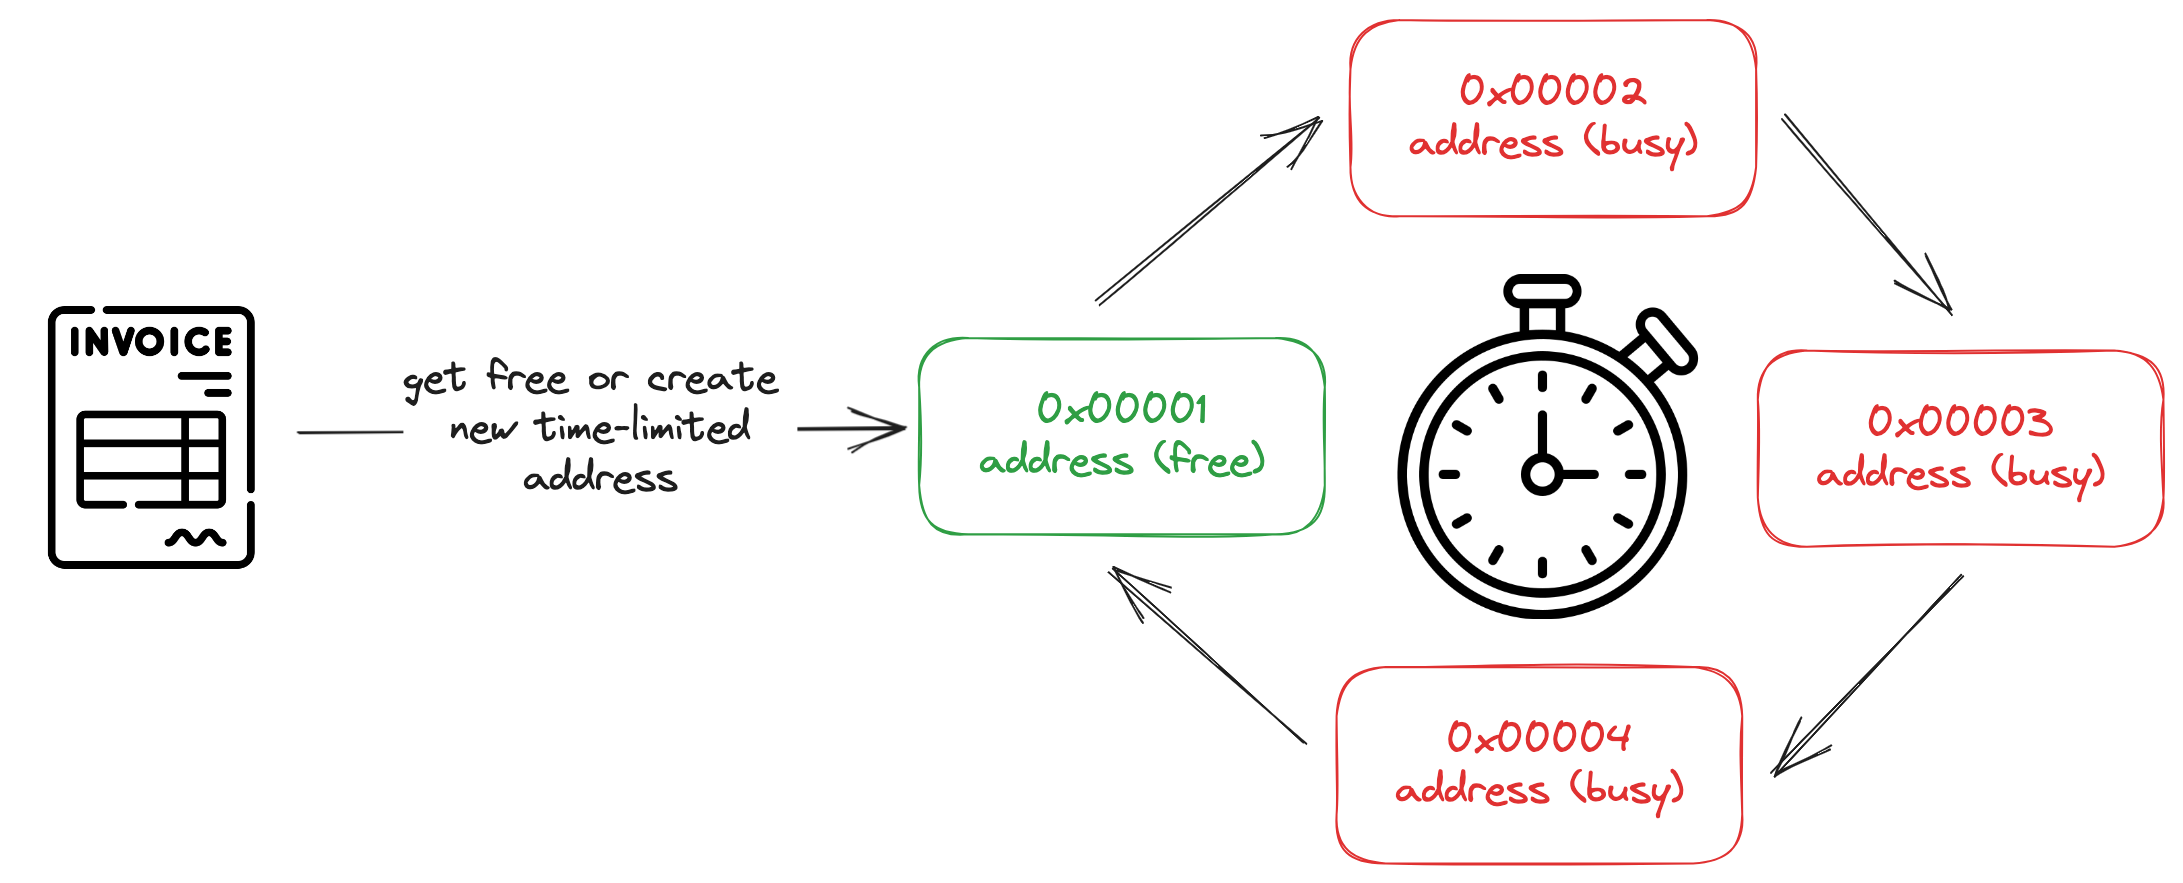 INVOICE
get free or create
new time-limited
address
0x00001
address (free)
0x00002
address (busy)
0x00003
address (busy)
0x00004
address (busy)